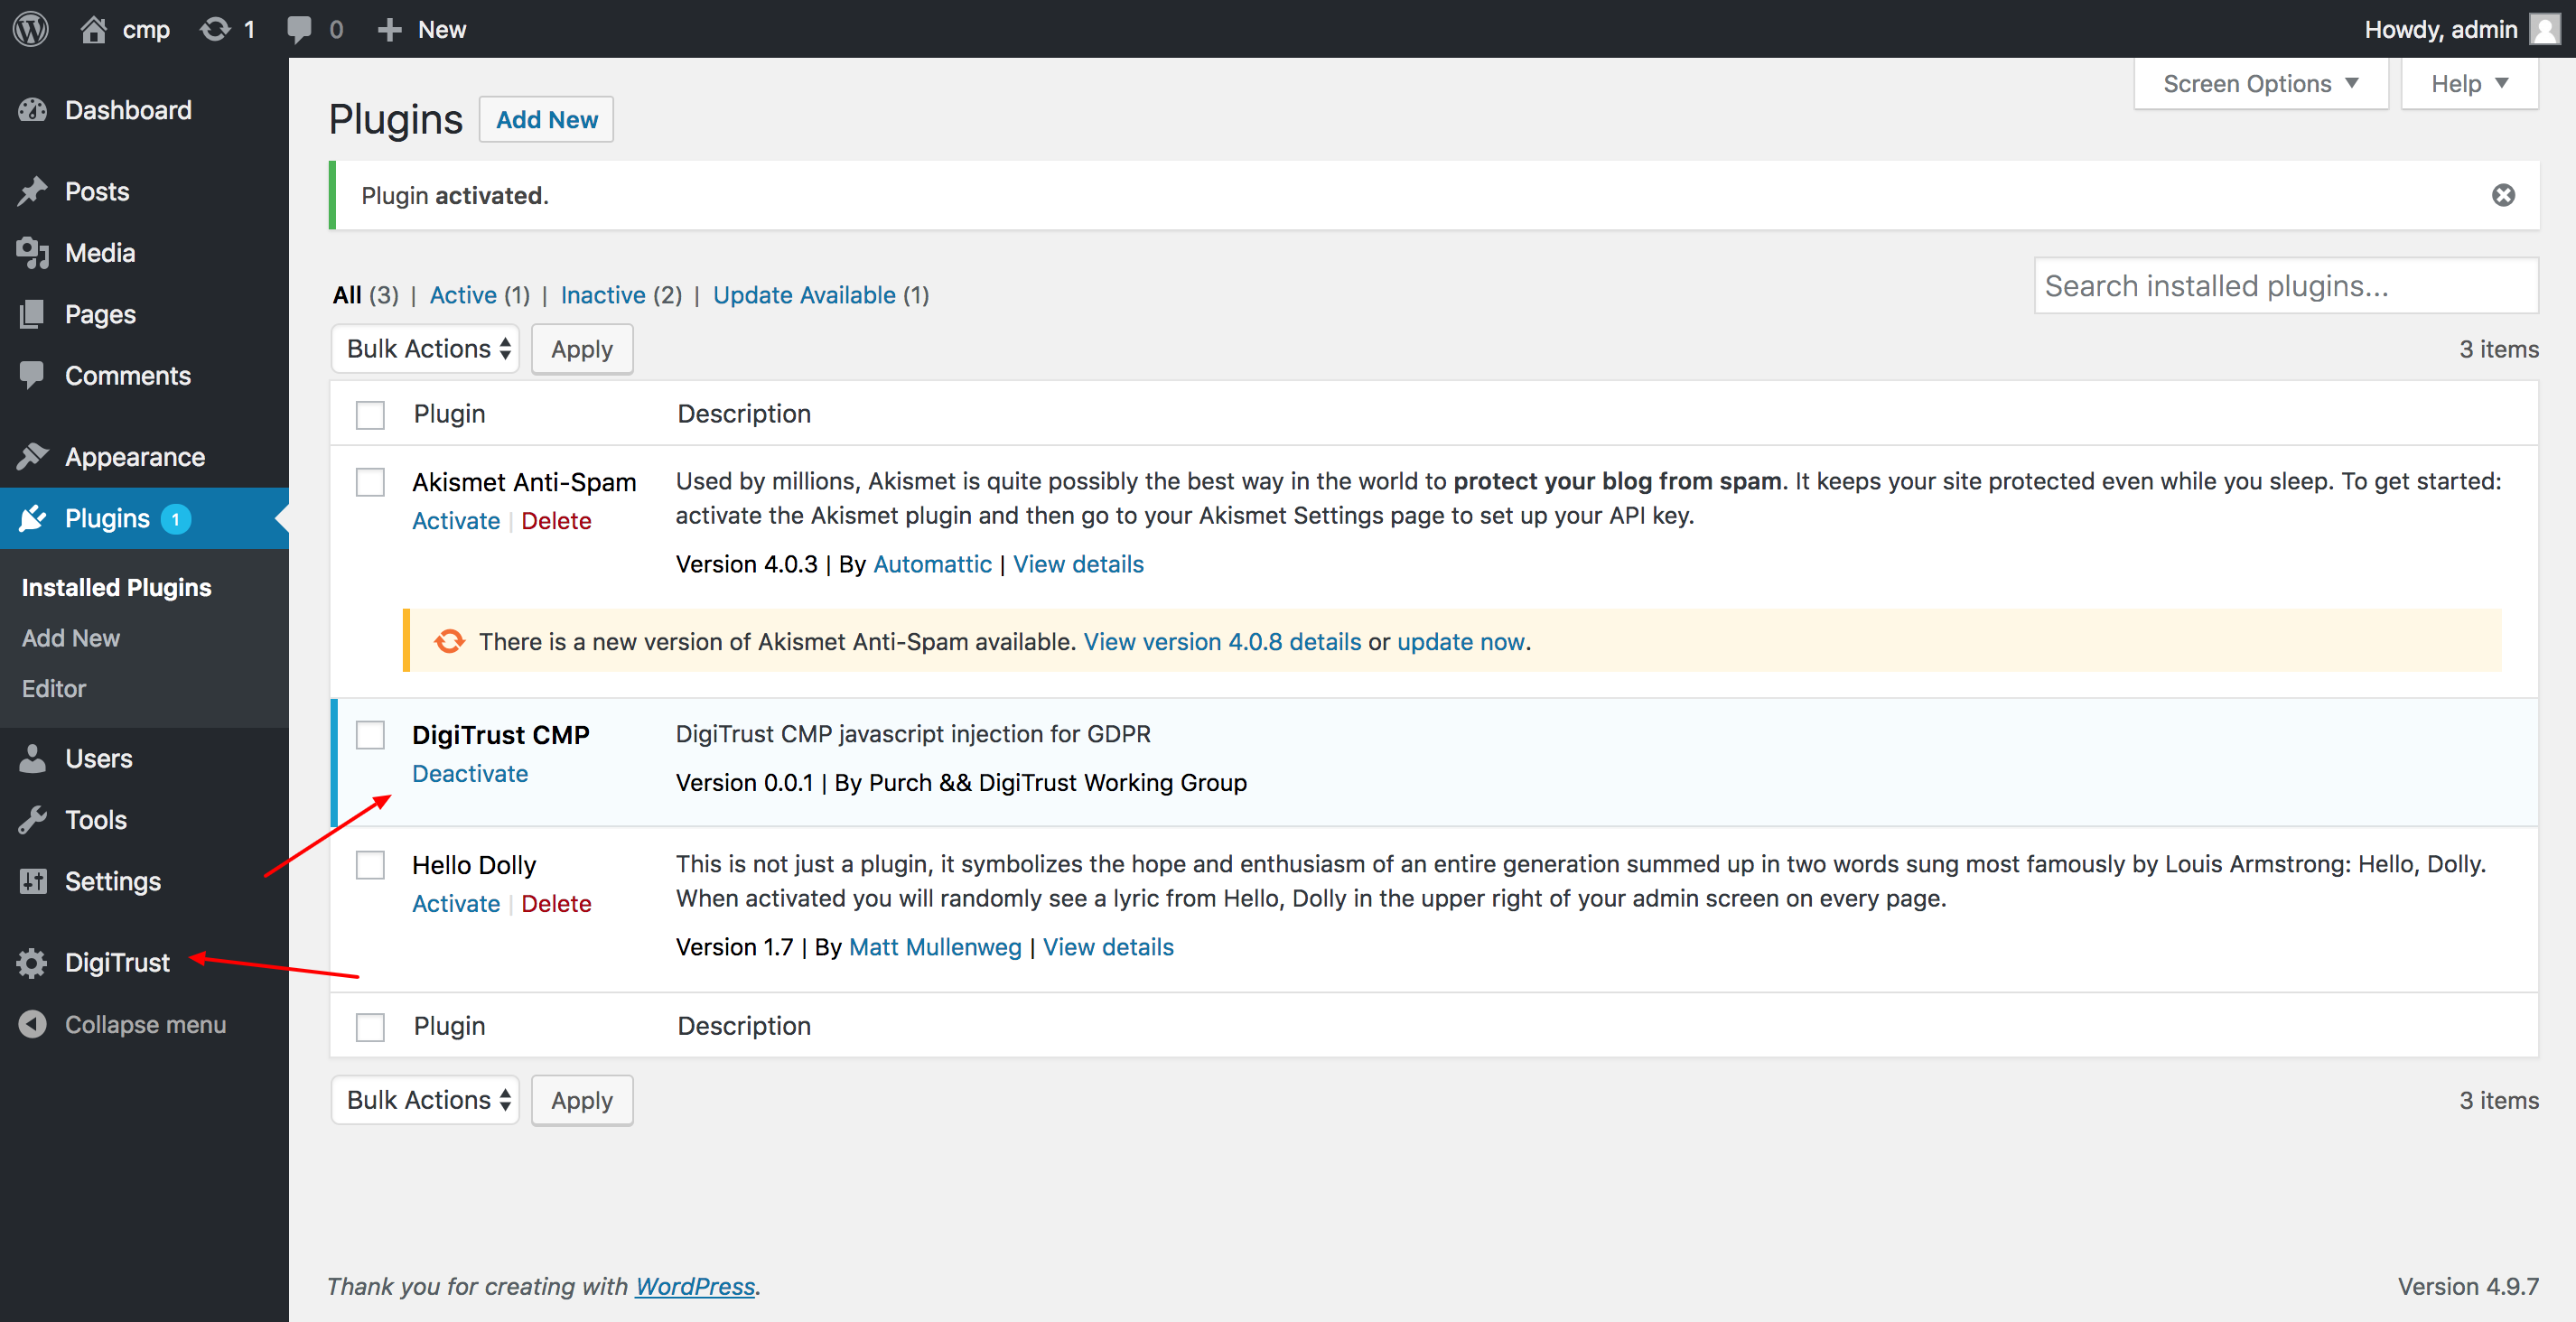 cmp 1 0 New Howdy, admin
Dashboard
Posts
Media
Pages
Comments
Appearance
Plugins 1
Installed Plugins
Add New
Editor
Users
Tools
Settings
DigiTrust
Collapse menu
Screen Options Help
Plugins Add New
Plugin activated.
All (3) | Active (1) | Inactive (2) | Update Available (1)
Search installed plugins...
Bulk Actions Apply 3 items
Plugin Description
Akismet Anti-Spam
Activate | Delete
Used by millions, Akismet is quite possibly the best way in the world to protect your blog from spam. It keeps your site protected even while you sleep. To get started:
activate the Akismet plugin and then go to your Akismet Settings page to set up your API key.
Version 4.0.3 | By Automattic | View details
There is a new version of Akismet Anti-Spam available. View version 4.0.8 details or update now.
DigiTrust CMP
Deactivate
DigiTrust CMP javascript injection for GDPR
Version 0.0.1 | By Purch && DigiTrust Working Group
Hello Dolly
Activate | Delete
This is not just a plugin, it symbolizes the hope and enthusiasm of an entire generation summed up in two words sung most famously by Louis Armstrong: Hello, Dolly.
When activated you will randomly see a lyric from Hello, Dolly in the upper right of your admin screen on every page.
Version 1.7 | By Matt Mullenweg | View details
Plugin Description
Bulk Actions Apply 3 items
Thank you for creating with WordPress. Version 4.9.7